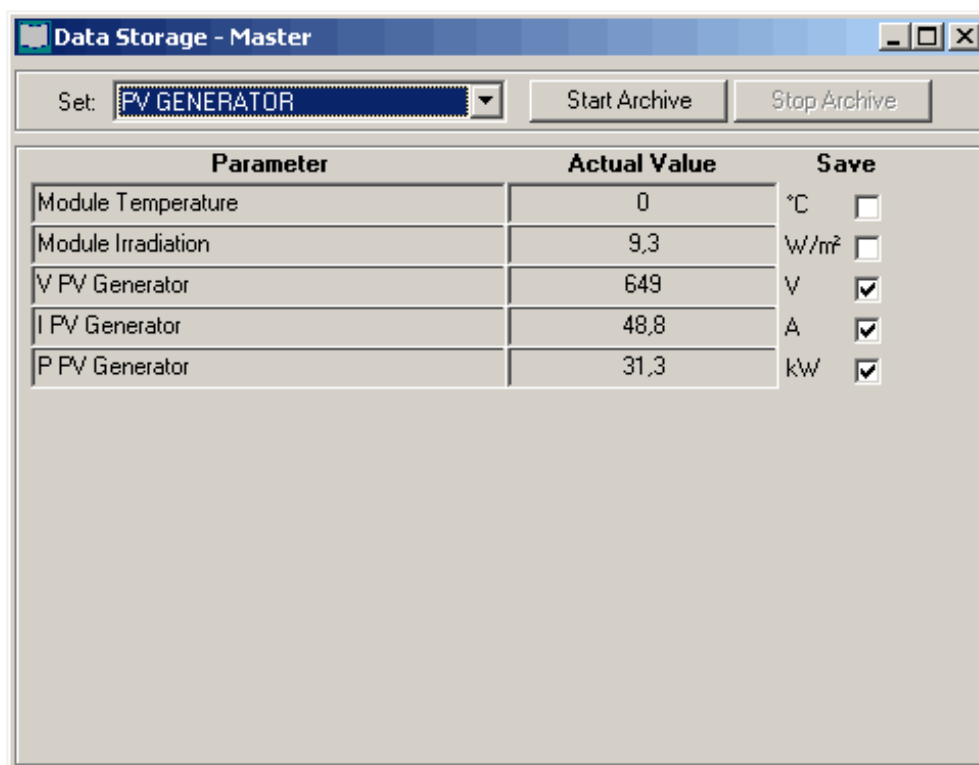 Data Storage - Master
Set: PV GENERATOR Start Archive Stop Archive
Parameter Actual Value Save
Module Temperature 0 °C
Module Irradiation 9,3 W/m²
V PV Generator 649 V
I PV Generator 48,8 A
P PV Generator 31,3 kW